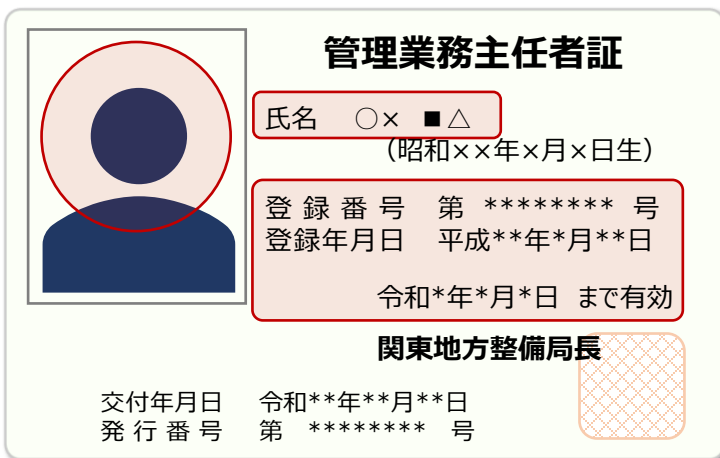 管理業務主任者証
氏名　○×　■△
（昭和××年×月×日生）
登録番号　第 ******** 号
登録年月日　平成**年*月**日
令和*年*月*日 まで有効
関東地方整備局長
交付年月日　令和**年**月**日
発行番号　第 ******** 号